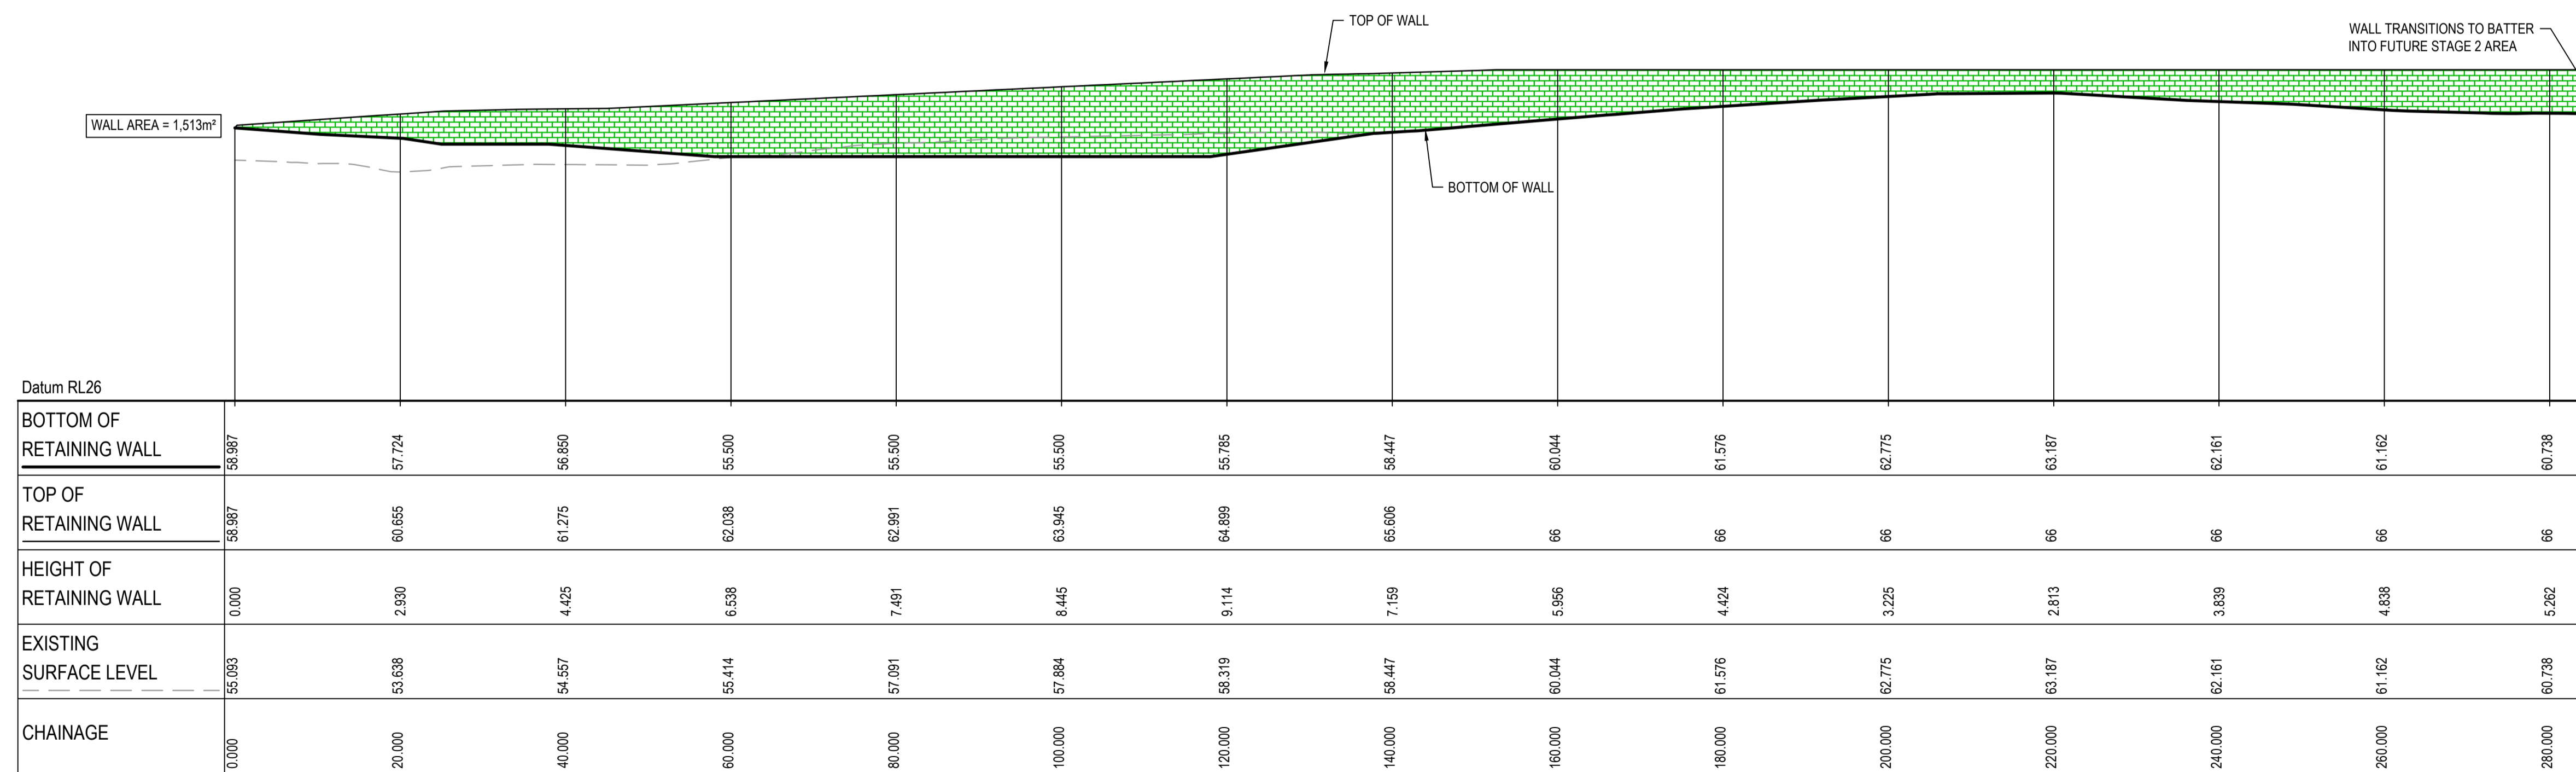 TOP OF WALL
WALL TRANSITIONS TO BATTER
INTO FUTURE STAGE 2 AREA
WALL AREA = 1,513m²
BOTTOM OF WALL
Datum RL26
BOTTOM OF
RETAINING WALL
58.987 57.724 56.850 55.500 55.500 55.500 55.785 58.447 60.044 61.576 62.775 63.187 62.161 61.162 60.738
TOP OF
RETAINING WALL
58.987 60.655 61.275 62.038 62.991 63.945 64.899 65.606 66 66 66 66 66 66 66
HEIGHT OF
RETAINING WALL
0.000 2.930 4.425 6.538 7.491 8.445 9.114 7.159 5.956 4.424 3.225 2.813 3.839 4.838 5.262
EXISTING
SURFACE LEVEL
55.093 53.638 54.557 55.414 57.091 57.884 58.319 58.447 60.044 61.576 62.775 63.187 62.161 61.162 60.738
CHAINAGE
0.000 20.000 40.000 60.000 80.000 100.000 120.000 140.000 160.000 180.000 200.000 220.000 240.000 260.000 280.000